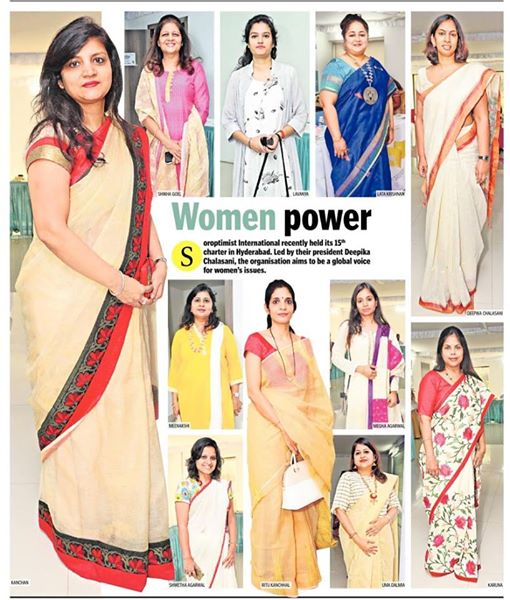 SHIKHA GOEL
LAVANYA
LATA KRISHNAN
Women power
Soroptimist International recently held its 15th
charter in Hyderabad. Led by their president Deepika
Chalasani, the organisation aims to be a global voice
for women's issues.
DEEPIKA CHALASANI
MEENAKSHI
MEGHA AGARWAL
KANCHAN
SHWETHA AGARWAL
RITU KANCHHAL
UMA DALMIA
KARUNA